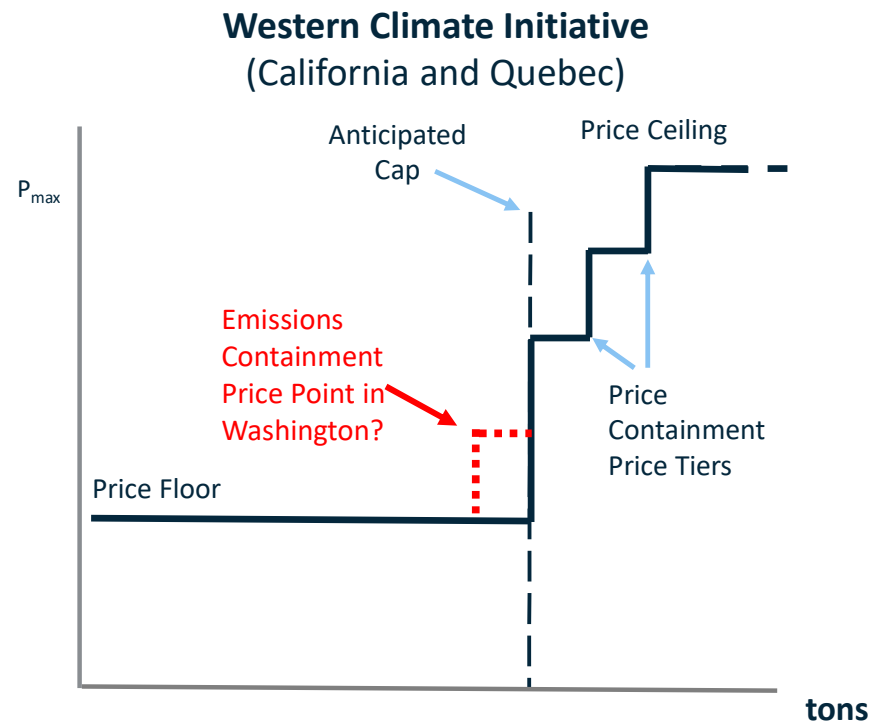 Western Climate Initiative
(California and Quebec)
Anticipated
Cap
Price Ceiling
Pmax
Emissions
Containment
Price Point in
Washington?
Price
Containment
Price Tiers
Price Floor
tons